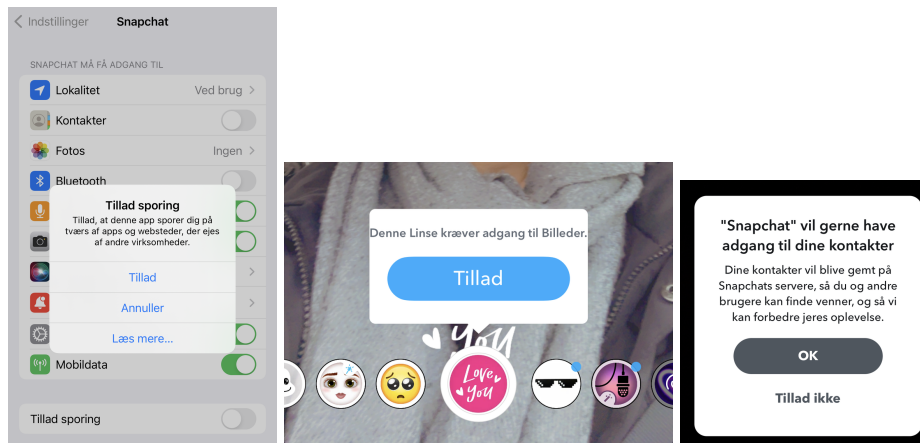 Indstillinger
Snapchat
SNAPCHAT MÅ FÅ ADGANG TIL
Lokalitet Ved brug
Kontakter
Fotos Ingen
Bluetooth
Tillad sporing
Tillad, at denne app sporer dig på
tværs af apps og websteder, der ejes
af andre virksomheder.
Tillad
Annuller
Læs mere...
Mobildata
Tillad sporing
Denne Linse kræver adgang til Billeder.
Tillad
you
Love
You
"Snapchat" vil gerne have
adgang til dine kontakter
Dine kontakter vil blive gemt på
Snapchats servere, så du og andre
brugere kan finde venner, og så vi
kan forbedre jeres oplevelse.
OK
Tillad ikke